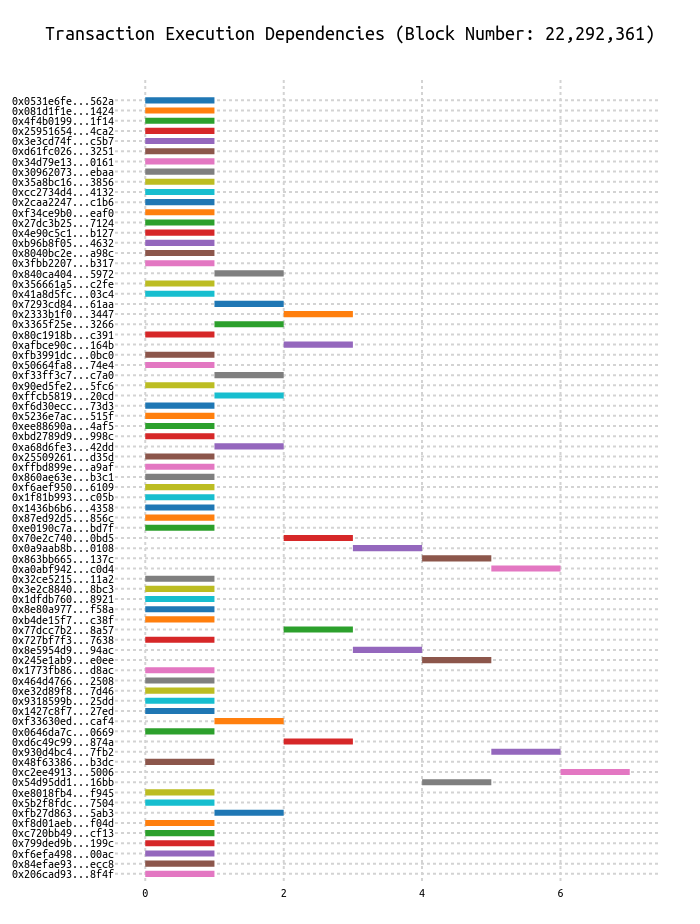 Transaction Execution Dependencies (Block Number: 22,292,361)
0x0531e6fe...562a
0x081d1f1e...1424
0x4f4b0199...1f14
0x25951654...4ca2
0x3e3cd74f...c5b7
0xd61fc026...3251
0x34d79e13...0161
0x30962073...ebaa
0x35a8bc16...3856
0xcc2734d4...4132
0x2caa2247...c1b6
0xf34ce9b0...eaf0
0x27dc3b25...7124
0x4e90c5c1...b127
0xb96b8f05...4632
0x8040bc2e...a98c
0x3fbb2207...b317
0x840ca404...5972
0x356661a5...c2fe
0x41a8d5fc...03c4
0x7293cd84...61aa
0x2333b1f0...3447
0x3365f25e...3266
0x80c1918b...c391
0xafbce90c...164b
0xfb3991dc...0bc0
0x50664fa8...74e4
0xf33ff3c7...c7a0
0x90ed5fe2...5fc6
0xffcb5819...20cd
0xf6d30ecc...73d3
0x5236e7ac...515f
0xee88690a...4af5
0xbd2789d9...998c
0xa68d6fe3...42dd
0x25509261...d35d
0xffbd899e...a9af
0x860ae63e...b3c1
0xf6aef950...6109
0x1f81b993...c05b
0x1436b6b6...4358
0x87ed92d5...856c
0xe0190c7a...bd7f
0x70e2c740...0bd5
0x0a9aab8b...0108
0x863bb665...137c
0xa0abf942...c0d4
0x32ce5215...11a2
0x3e2c8840...8bc3
0x1dfdb760...8921
0x8e80a977...f58a
0xb4de15f7...c38f
0x77dcc7b2...8a57
0x727bf7f3...7638
0x8e5954d9...94ac
0x245e1ab9...e0ee
0x1773fb86...d8ac
0x464d4766...2508
0xe32d89f8...7d46
0x9318599b...25dd
0x1427c8f7...27ed
0xf33630ed...caf4
0x0646da7c...0669
0xd6c49c99...874a
0x930d4bc4...7fb2
0x48f63386...b3dc
0xc2ee4913...5006
0x54d95dd1...16bb
0xe8018fb4...f945
0x5b2f8fdc...7504
0xfb27d863...5ab3
0xf8d01aeb...f04d
0xc720bb49...cf13
0x799ded9b...199c
0xf6efa498...00ac
0x84efae93...ecc8
0x206cad93...8f4f
0 2 4 6